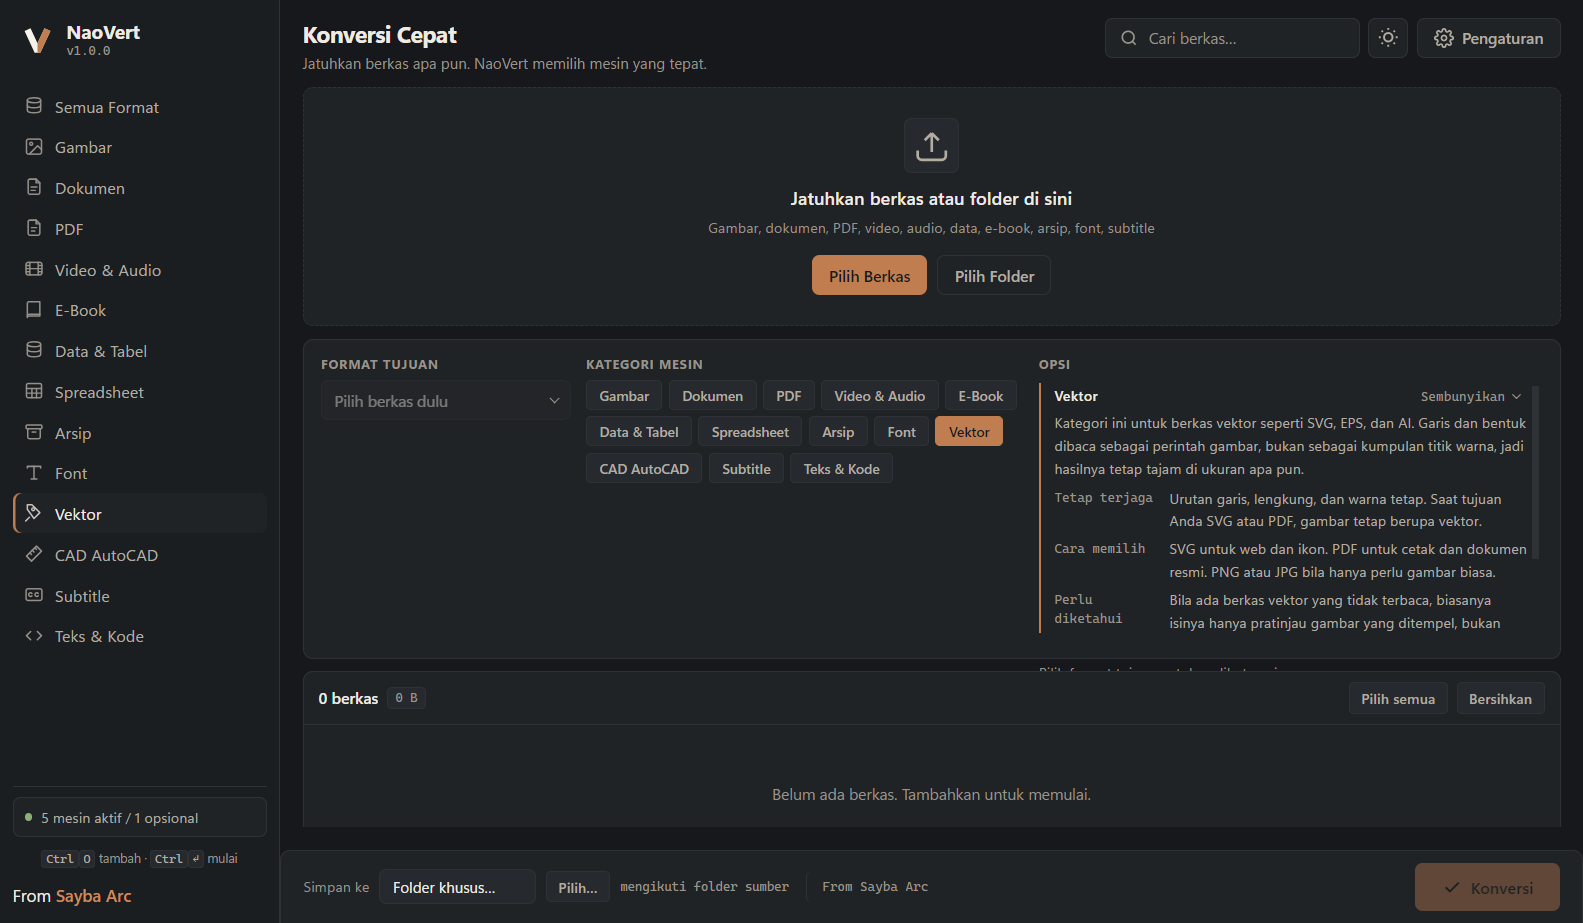 NaoVert
v1.0.0
Semua Format
Gambar
Dokumen
PDF
Video & Audio
E-Book
Data & Tabel
Spreadsheet
Arsip
Font
Vektor
CAD AutoCAD
Subtitle
Teks & Kode
5 mesin aktif / 1 opsional
Ctrl O tambah · Ctrl ↵ mulai
From Sayba Arc
Konversi Cepat
Jatuhkan berkas apa pun. NaoVert memilih mesin yang tepat.
Cari berkas...
Pengaturan
Jatuhkan berkas atau folder di sini
Gambar, dokumen, PDF, video, audio, data, e-book, arsip, font, subtitle
Pilih Berkas
Pilih Folder
FORMAT TUJUAN
Pilih berkas dulu
KATEGORI MESIN
Gambar Dokumen PDF Video & Audio E-Book
Data & Tabel Spreadsheet Arsip Font Vektor
CAD AutoCAD Subtitle Teks & Kode
OPSI
Vektor
Sembunyikan
Kategori ini untuk berkas vektor seperti SVG, EPS, dan AI. Garis dan bentuk
dibaca sebagai perintah gambar, bukan sebagai kumpulan titik warna, jadi
hasilnya tetap tajam di ukuran apa pun.
Tetap terjaga
Urutan garis, lengkung, dan warna tetap. Saat tujuan
Anda SVG atau PDF, gambar tetap berupa vektor.
Cara memilih
SVG untuk web dan ikon. PDF untuk cetak dan dokumen
resmi. PNG atau JPG bila hanya perlu gambar biasa.
Perlu
diketahui
Bila ada berkas vektor yang tidak terbaca, biasanya
isinya hanya pratinjau gambar yang ditempel, bukan
0 berkas
0 B
Pilih semua
Bersihkan
Belum ada berkas. Tambahkan untuk memulai.
Simpan ke
Folder khusus...
Pilih...
mengikuti folder sumber
From Sayba Arc
Konversi